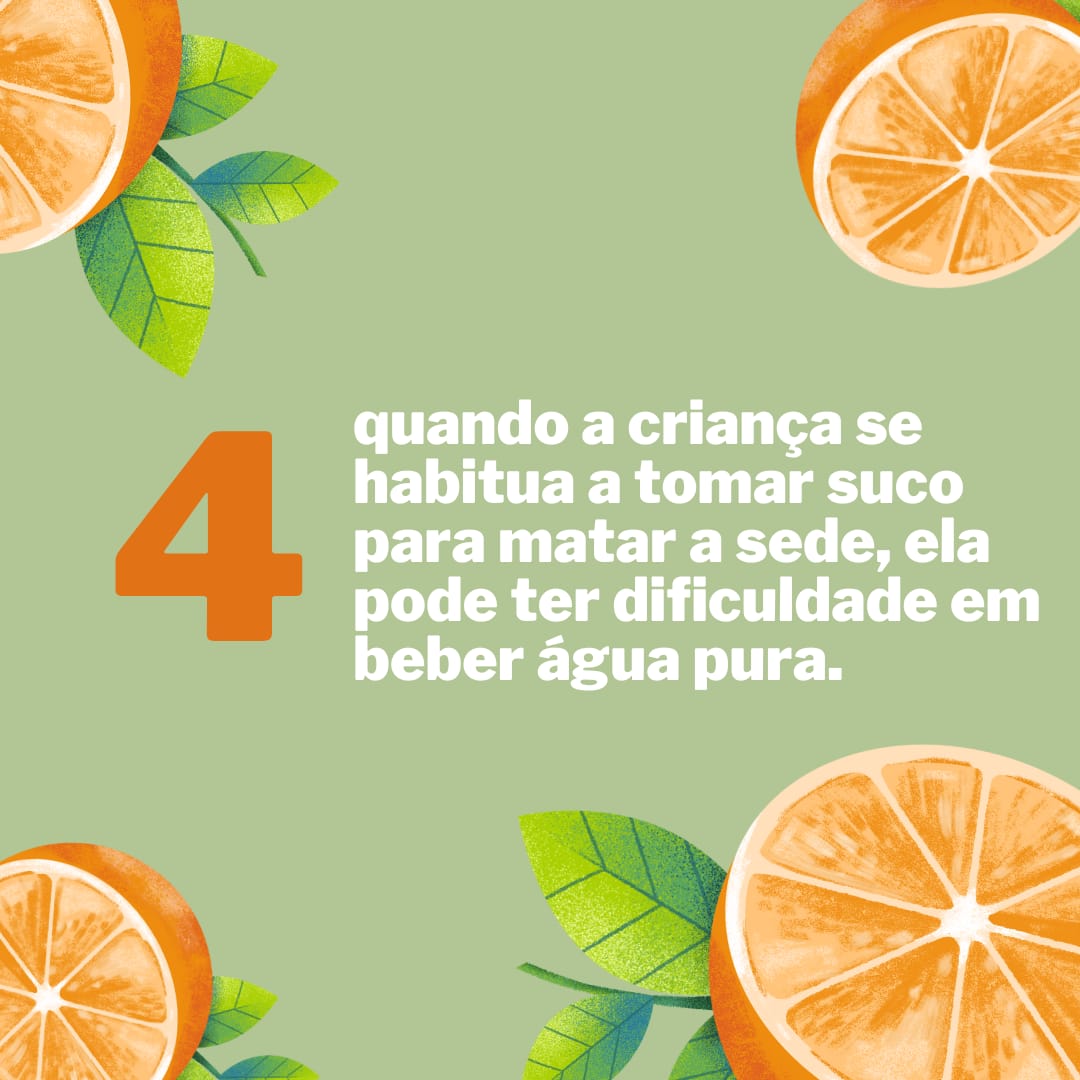 4
quando a criança se
habitua a tomar suco
para matar a sede, ela
pode ter dificuldade em
beber água pura.